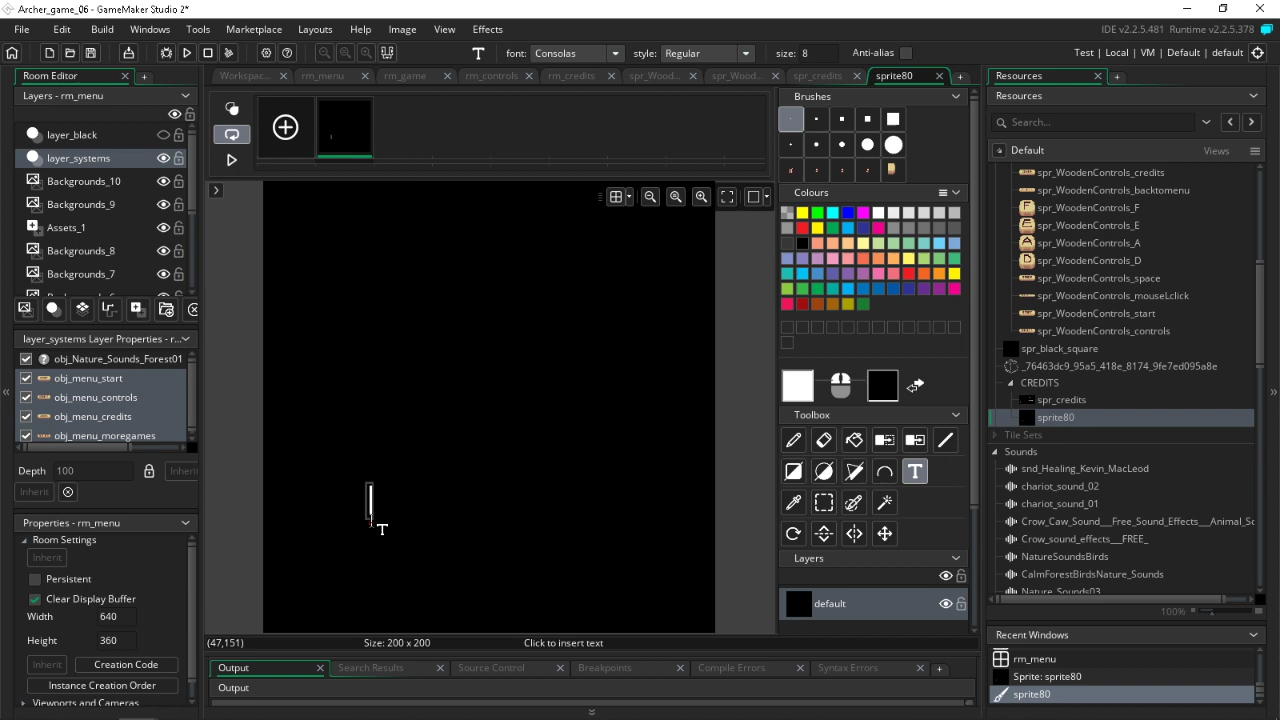 Archer_game_06 - GameMaker Studio 2*
File Edit Build Windows Tools Marketplace Layouts Help Image View Effects
IDE v2.2.5.481 Runtime v2.2.5.378
font: Consolas style: Regular size: 8 Anti-alias
Test | Local | VM | Default | default
Room Editor
Workspac... rm_menu rm_game rm_controls rm_credits spr_Wood... spr_Wood... spr_credits sprite80
Resources
Layers - rm_menu
layer_black
layer_systems
Backgrounds_10
Backgrounds_9
Assets_1
Backgrounds_8
Backgrounds_7
layer_systems Layer Properties - r...
obj_Nature_Sounds_Forest01
obj_menu_start
obj_menu_controls
obj_menu_credits
obj_menu_moregames
Depth 100 Inheri
Inherit
Properties - rm_menu
Room Settings
Inherit
Persistent
Clear Display Buffer
Width 640
Height 360
Inherit Creation Code
Instance Creation Order
Viewports and Cameras
T
(47,151) Size: 200 x 200 Click to insert text
Output Search Results Source Control Breakpoints Compile Errors Syntax Errors
Output
Brushes
Colours
Toolbox
T
Layers
default
Resources
Search...
Default Views
spr_WoodenControls_credits
spr_WoodenControls_backtomenu
spr_WoodenControls_F
spr_WoodenControls_E
spr_WoodenControls_A
spr_WoodenControls_D
spr_WoodenControls_space
spr_WoodenControls_mouseLclick
spr_WoodenControls_start
spr_WoodenControls_controls
spr_black_square
_76463dc9_95a5_418e_8174_9fe7ed095a8e
CREDITS
spr_credits
sprite80
Tile Sets
Sounds
snd_Healing_Kevin_MacLeod
chariot_sound_02
chariot_sound_01
Crow_Caw_Sound___Free_Sound_Effects___Animal_Sc
Crow_sound_effects___FREE_
NatureSoundsBirds
CalmForestBirdsNature_Sounds
Nature_Sounds03
100%
Recent Windows
rm_menu
Sprite: sprite80
sprite80